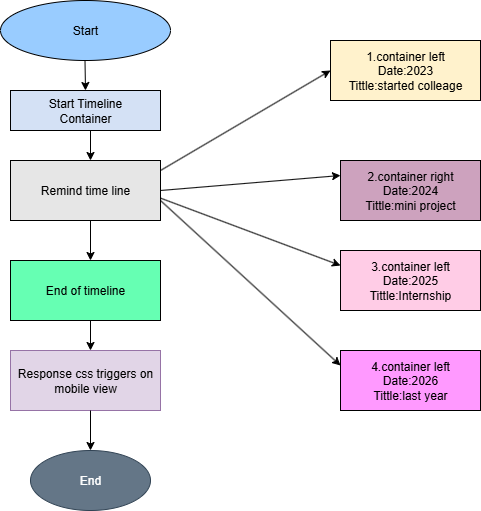 Start
Start Timeline
Container
Remind time line
End of timeline
Response css triggers on
mobile view
End
1.container left
Date:2023
Tittle:started colleage
2.container right
Date:2024
Tittle:mini project
3.container left
Date:2025
Tittle:Internship
4.container left
Date:2026
Tittle:last year